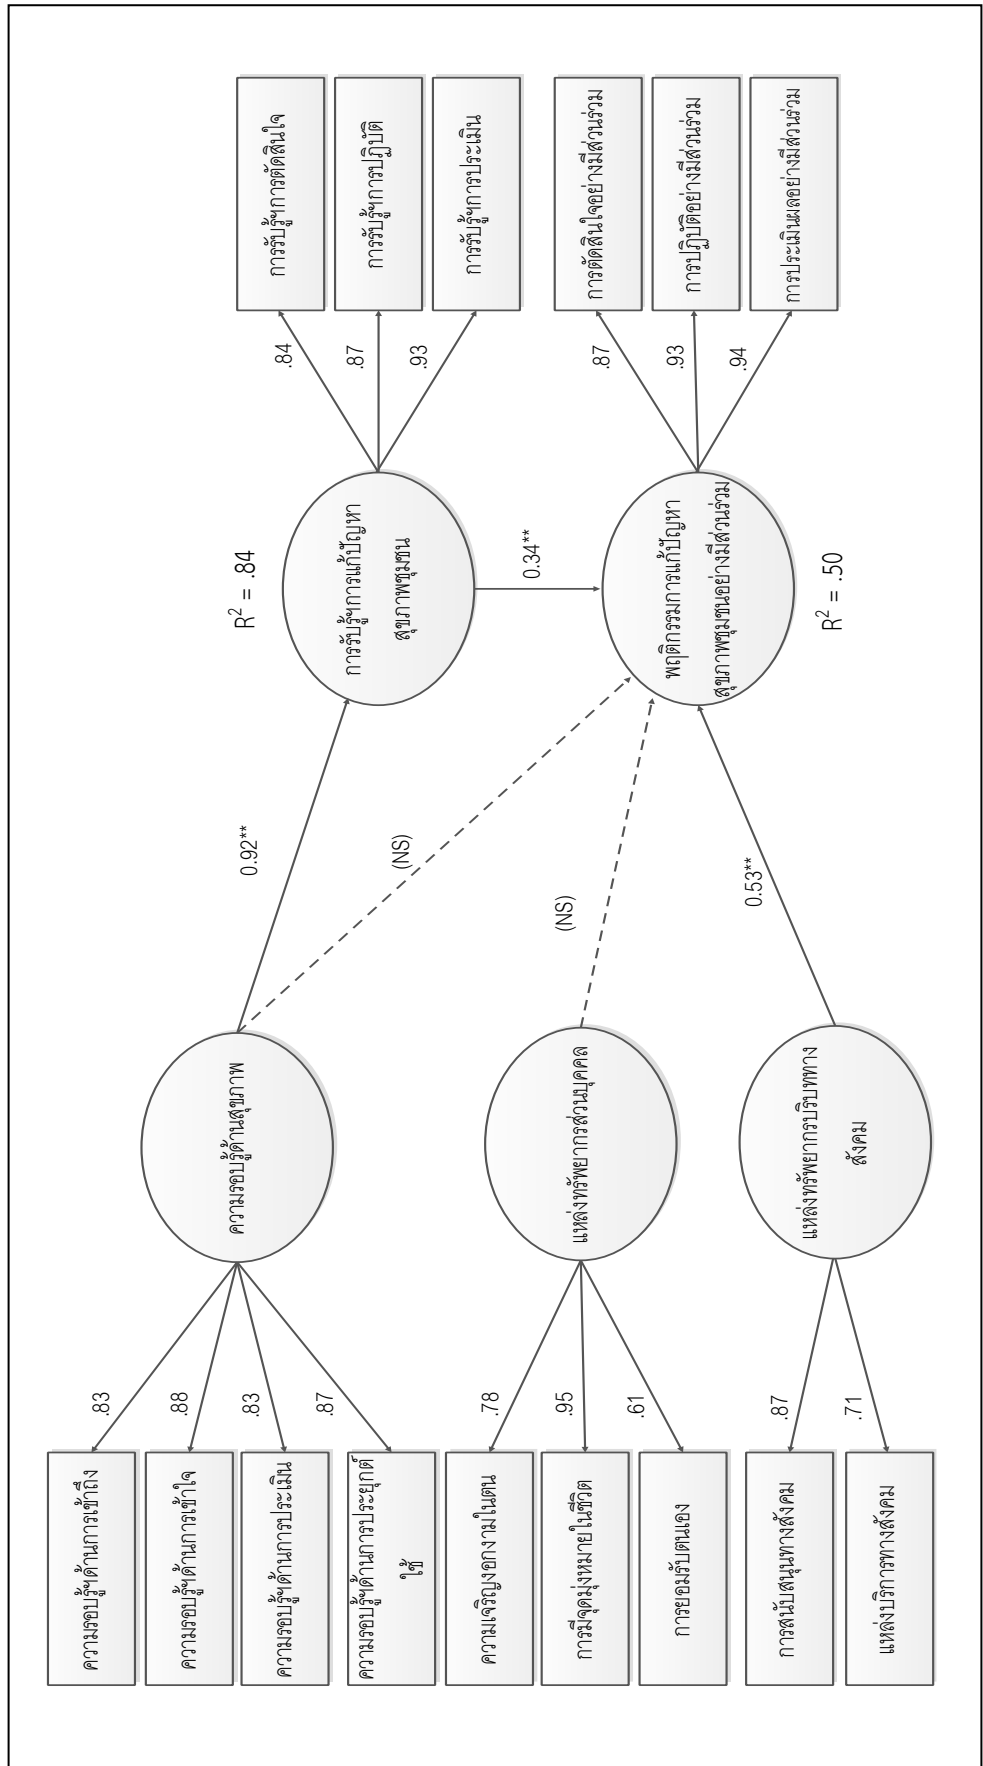 ความรอบรู้ฯด้านการเข้าถึง
ความรอบรู้ฯด้านการเข้าใจ
ความรอบรู้ฯด้านการประเมิน
ความรอบรู้ฯด้านการประยุกต์
ใช้
ความเจริญงอกงามในตน
การมีจุดมุ่งหมายในชีวิต
การยอมรับตนเอง
การสนับสนุนทางสังคม
แหล่งบริการทางสังคม
.83
.88
.83
.87
.78
.95
.61
.87
.71
ความรอบรู้ด้านสุขภาพ
แหล่งทรัพยากรส่วนบุคคล
แหล่งทรัพยากรบริบททาง
สังคม
0.92**
(NS)
(NS)
0.53**
R² = .84
การรับรู้ฯการแก้ปัญหา
สุขภาพชุมชน
0.34**
พฤติกรรมการแก้ปัญหา
สุขภาพชุมชนอย่างมีส่วนร่วม
R² = .50
.84
.87
.93
.87
.93
.94
การรับรู้ฯการตัดสินใจ
การรับรู้ฯการปฏิบัติ
การรับรู้ฯการประเมิน
การตัดสินใจอย่างมีส่วนร่วม
การปฏิบัติอย่างมีส่วนร่วม
การประเมินผลอย่างมีส่วนร่วม